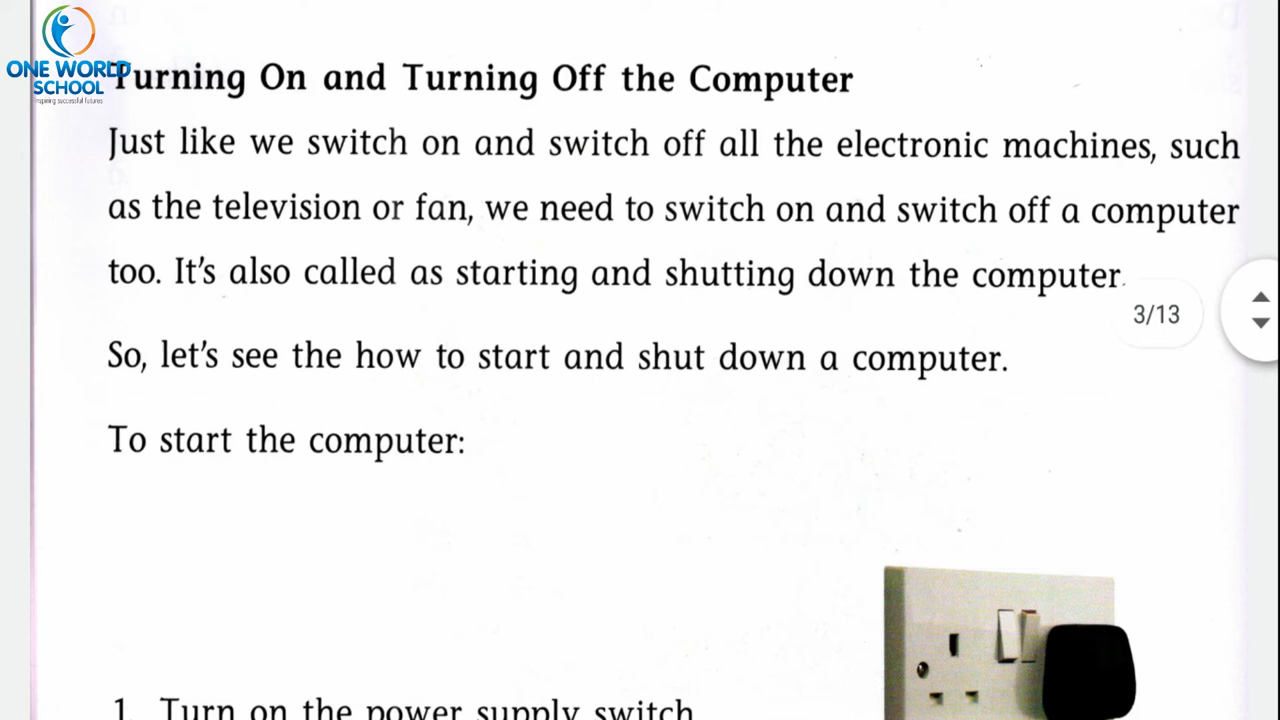 ONE WORLD
SCHOOL
inspiring successful futures
Turning On and Turning Off the Computer
Just like we switch on and switch off all the electronic machines, such
as the television or fan, we need to switch on and switch off a computer
too. It's also called as starting and shutting down the computer.
3/13
So, let's see the how to start and shut down a computer.
To start the computer:
1. Turn on the power supply switch